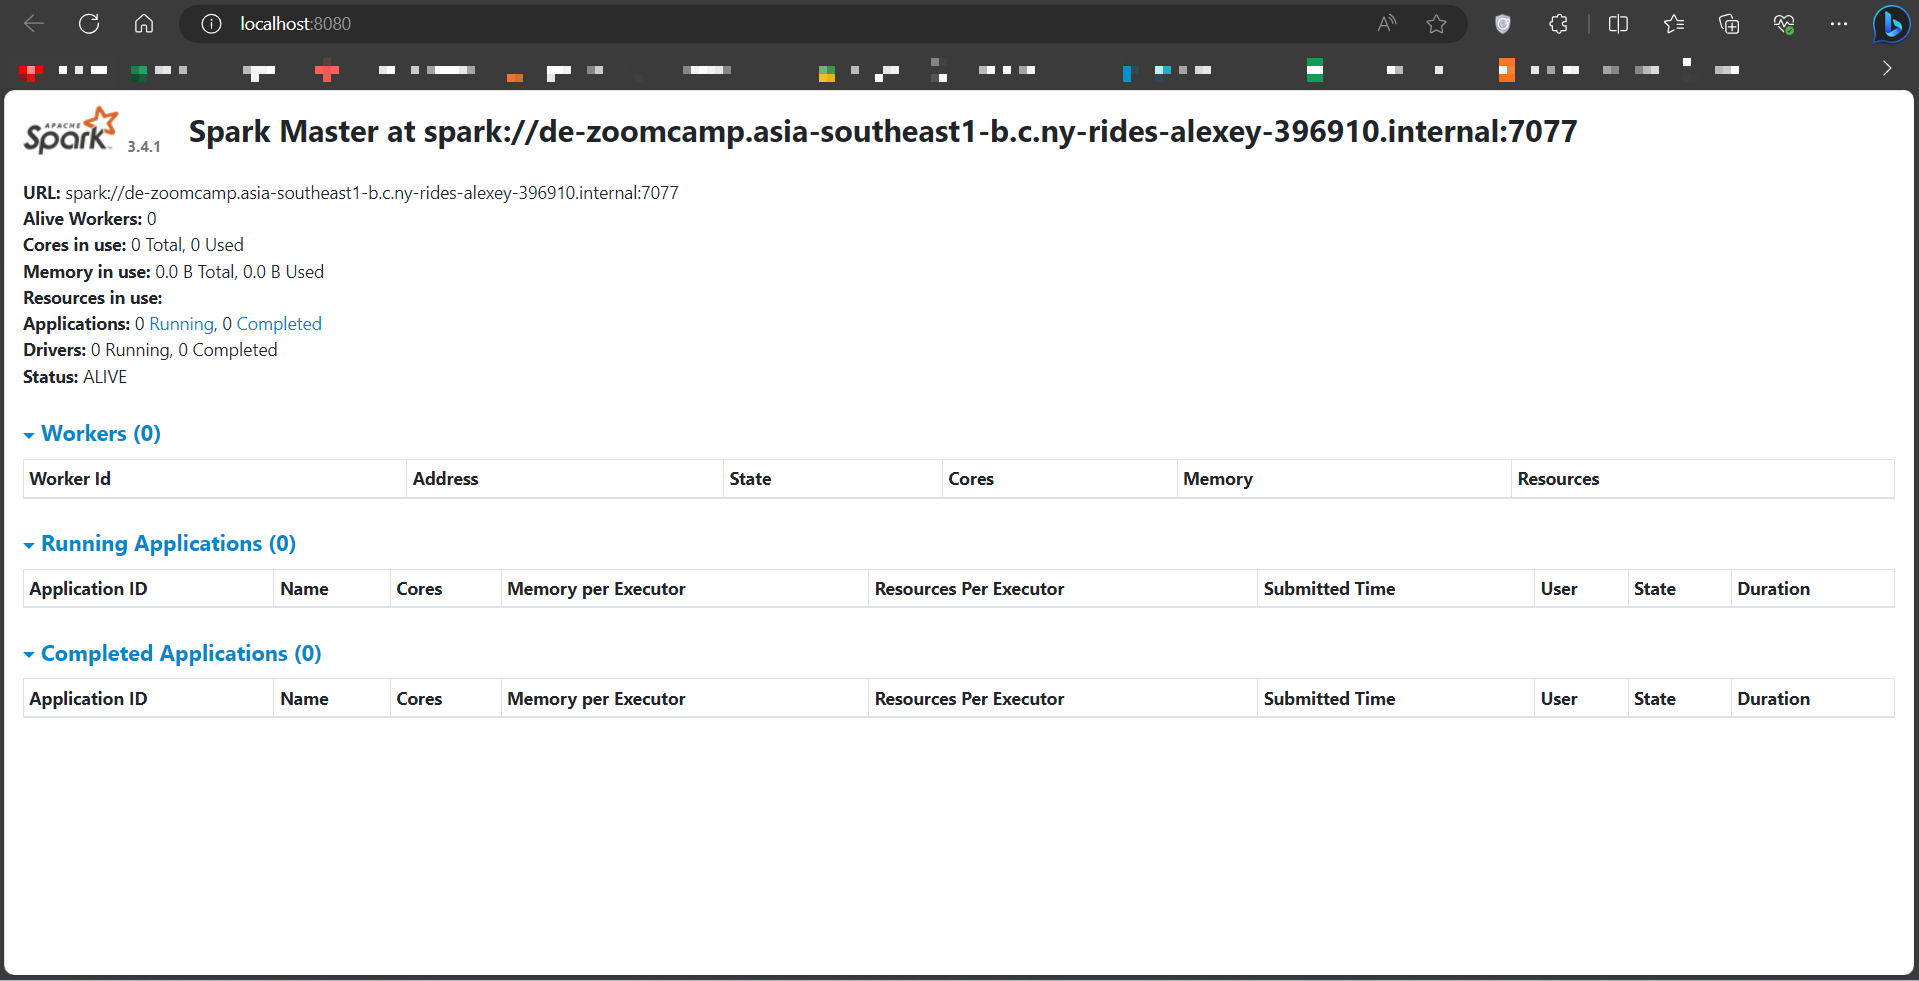 localhost:8080
APACHE
Spark 3.4.1 Spark Master at spark://de-zoomcamp.asia-southeast1-b.c.ny-rides-alexey-396910.internal:7077
URL: spark://de-zoomcamp.asia-southeast1-b.c.ny-rides-alexey-396910.internal:7077
Alive Workers: 0
Cores in use: 0 Total, 0 Used
Memory in use: 0.0 B Total, 0.0 B Used
Resources in use:
Applications: 0 Running, 0 Completed
Drivers: 0 Running, 0 Completed
Status: ALIVE
Workers (0)
Worker Id Address State Cores Memory Resources
Running Applications (0)
Application ID Name Cores Memory per Executor Resources Per Executor Submitted Time User State Duration
Completed Applications (0)
Application ID Name Cores Memory per Executor Resources Per Executor Submitted Time User State Duration